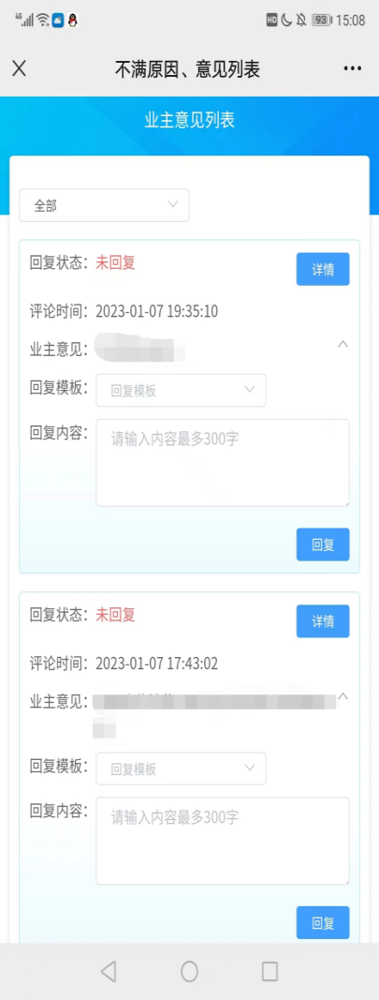 4G HD 93 15:08
不满原因、意见列表
业主意见列表
全部
回复状态：未回复
详情
评论时间：2023-01-07 19:35:10
业主意见：
回复模板：回复模板
回复内容：请输入内容最多300字
回复
回复状态：未回复
详情
评论时间：2023-01-07 17:43:02
业主意见：
回复模板：回复模板
回复内容：请输入内容最多300字
回复